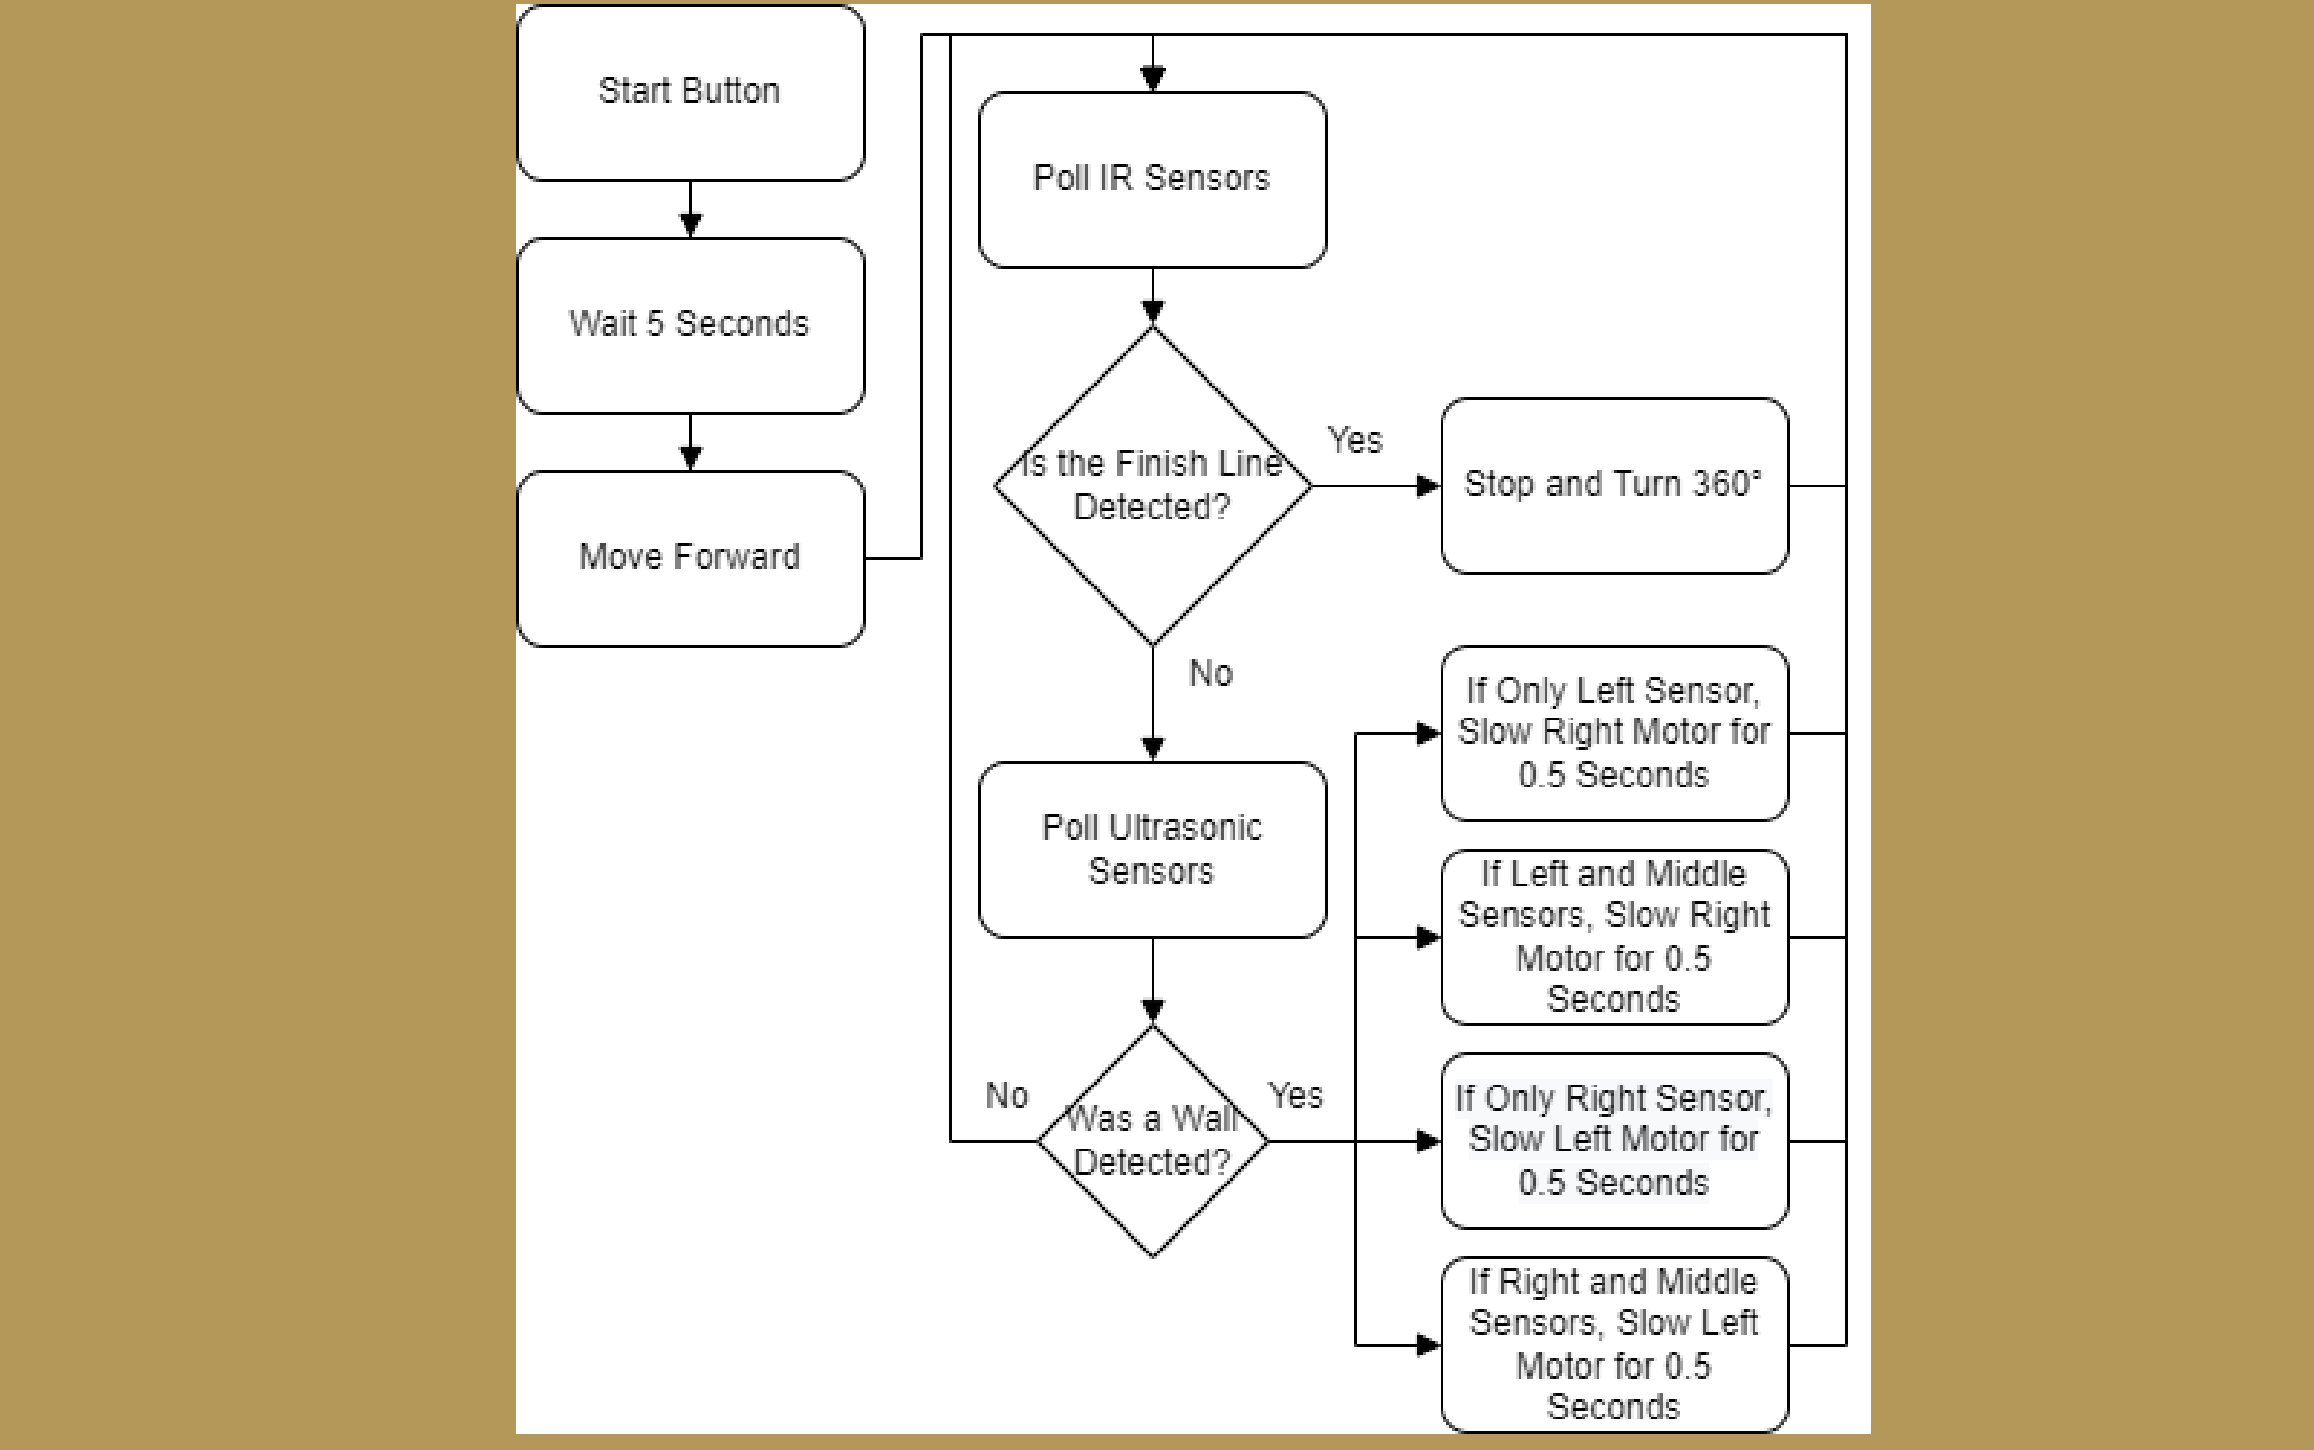 Start Button
Wait 5 Seconds
Move Forward
Poll IR Sensors
Is the Finish Line
Detected?
Yes
Stop and Turn 360°
No
Poll Ultrasonic
Sensors
Was a Wall
Detected?
No
Yes
If Only Left Sensor,
Slow Right Motor for
0.5 Seconds
If Left and Middle
Sensors, Slow Right
Motor for 0.5
Seconds
If Only Right Sensor,
Slow Left Motor for
0.5 Seconds
If Right and Middle
Sensors, Slow Left
Motor for 0.5
Seconds